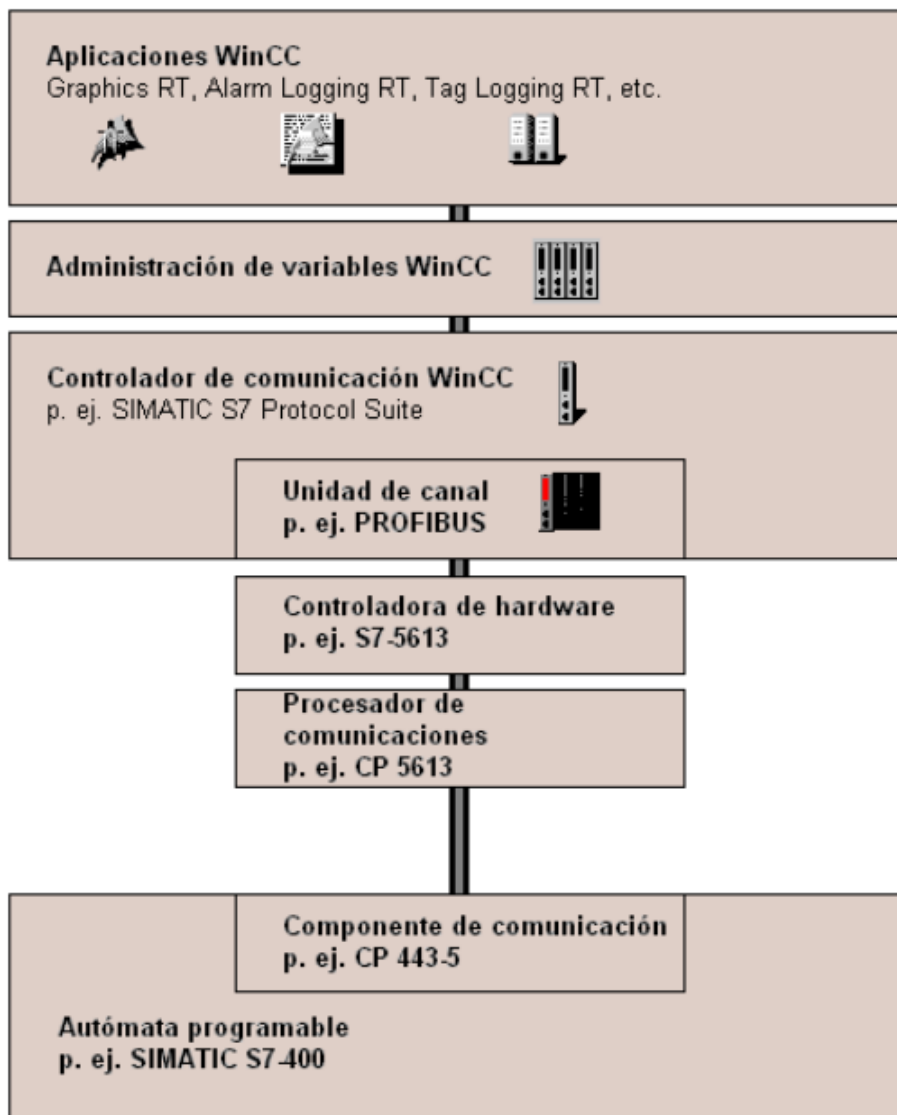 Aplicaciones WinCC
Graphics RT, Alarm Logging RT, Tag Logging RT, etc.
Administración de variables WinCC
Controlador de comunicación WinCC
p. ej. SIMATIC S7 Protocol Suite
Unidad de canal
p. ej. PROFIBUS
Controladora de hardware
p. ej. S7-5613
Procesador de
comunicaciones
p. ej. CP 5613
Componente de comunicación
p. ej. CP 443-5
Autómata programable
p. ej. SIMATIC S7-400